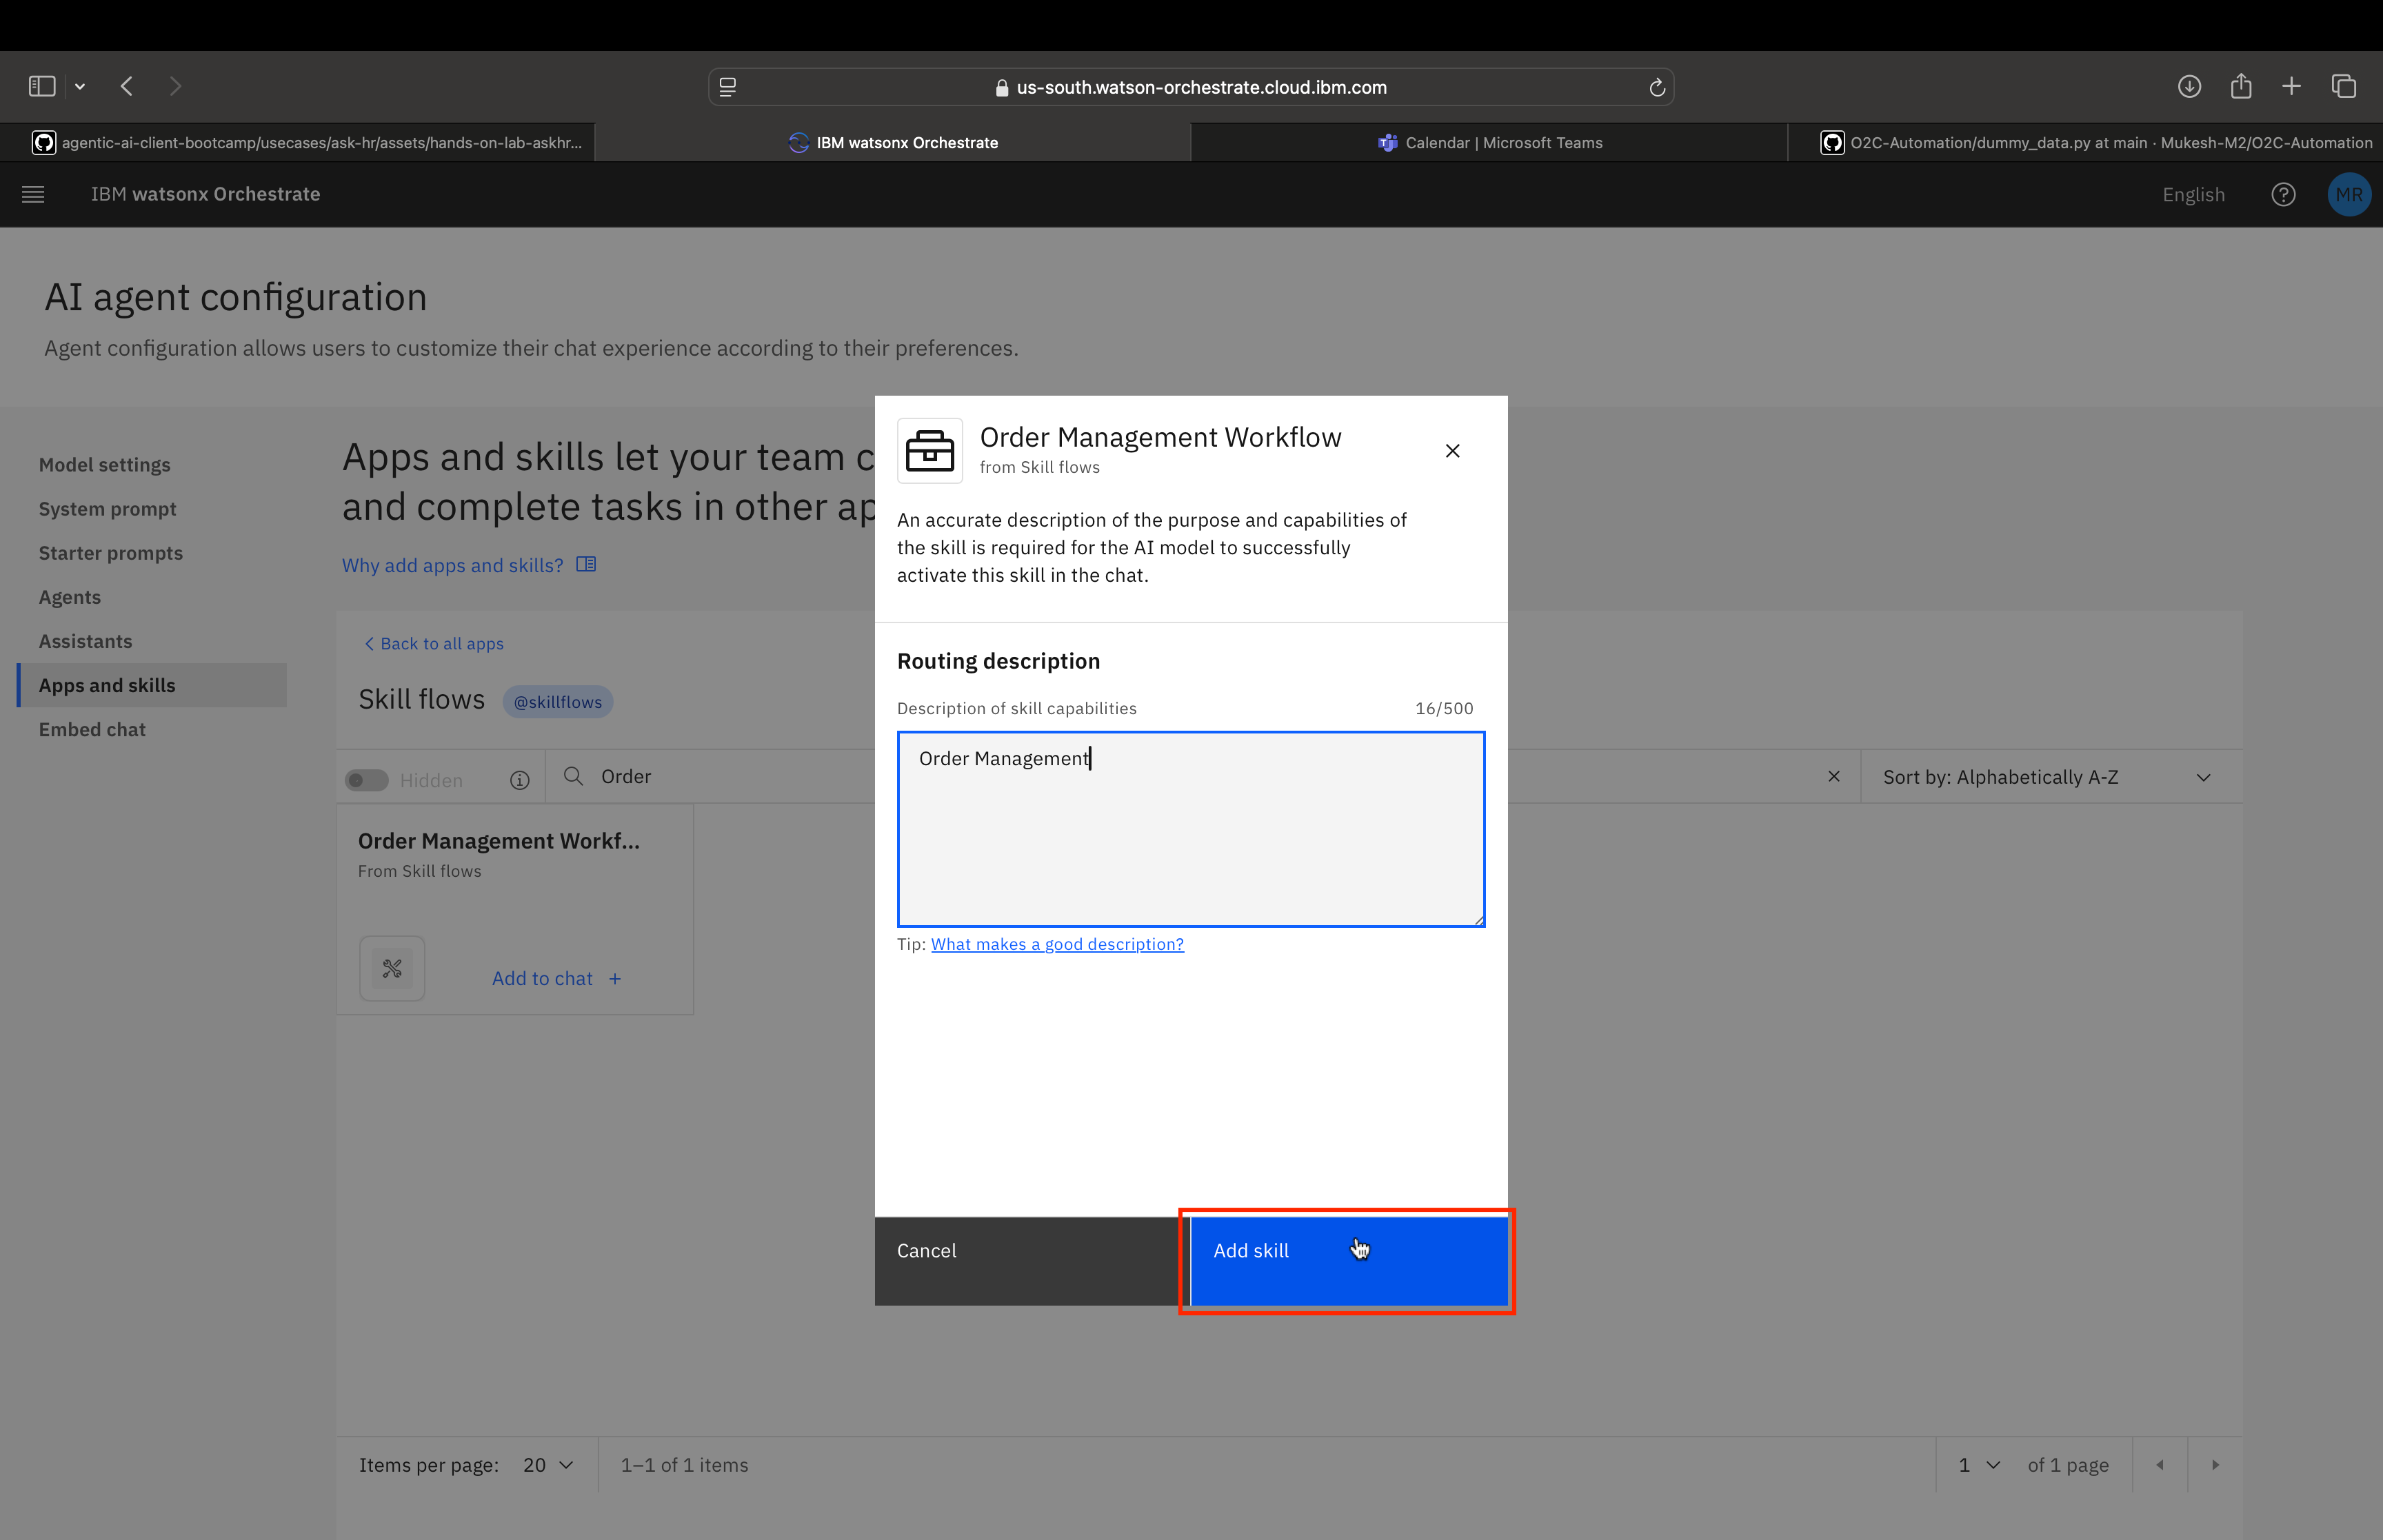 us-south.watson-orchestrate.cloud.ibm.com
agentic-ai-client-bootcamp/usecases/ask-hr/assets/hands-on-lab-askhr...
IBM watsonx Orchestrate
Calendar | Microsoft Teams
O2C-Automation/dummy_data.py at main · Mukesh-M2/O2C-Automation
IBM watsonx Orchestrate
English
MR
AI agent configuration
Agent configuration allows users to customize their chat experience according to their preferences.
Model settings
System prompt
Starter prompts
Agents
Assistants
Apps and skills
Embed chat
Apps and skills let your team c
and complete tasks in other ap
Why add apps and skills?
Back to all apps
Skill flows
@skillflows
Hidden
Order
Sort by: Alphabetically A-Z
Order Management Workf...
From Skill flows
Add to chat +
Items per page: 20
1–1 of 1 items
1
of 1 page
Order Management Workflow
from Skill flows
An accurate description of the purpose and capabilities of
the skill is required for the AI model to successfully
activate this skill in the chat.
Routing description
Description of skill capabilities
16/500
Order Management
Tip: What makes a good description?
Cancel
Add skill